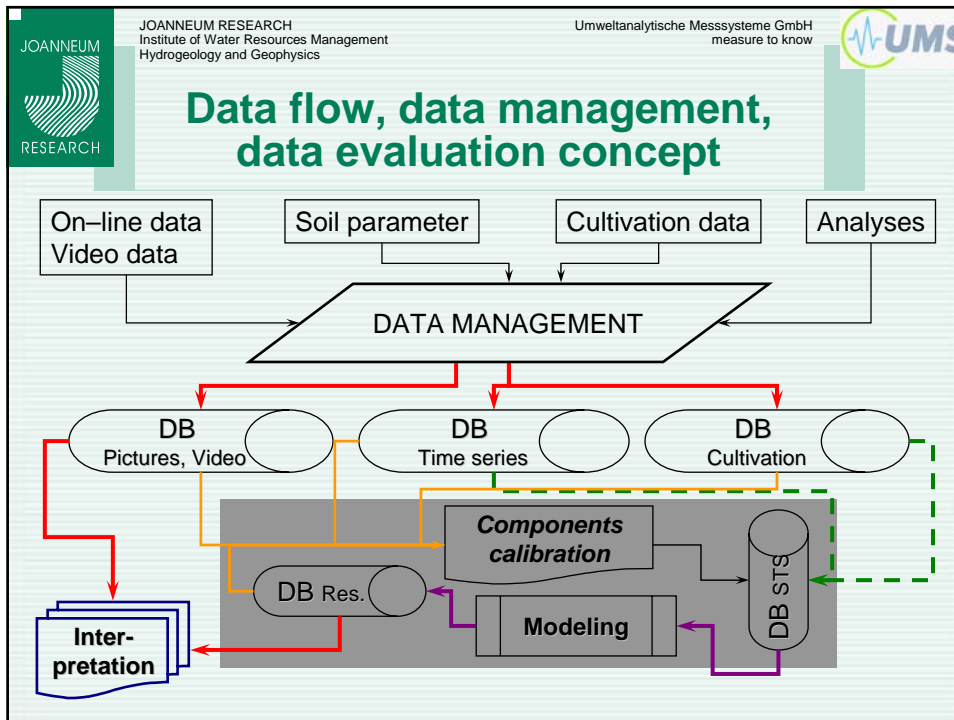 JOANNEUM
RESEARCH
JOANNEUM RESEARCH
Institute of Water Resources Management
Hydrogeology and Geophysics
Umweltanalytische Messsysteme GmbH
measure to know
UMS
Data flow, data management,
data evaluation concept
On–line data
Video data
Soil parameter
Cultivation data
Analyses
DATA MANAGEMENT
DB
Pictures, Video
DB
Time series
DB
Cultivation
Components
calibration
DB STS
DB Res.
Modeling
Inter-
pretation